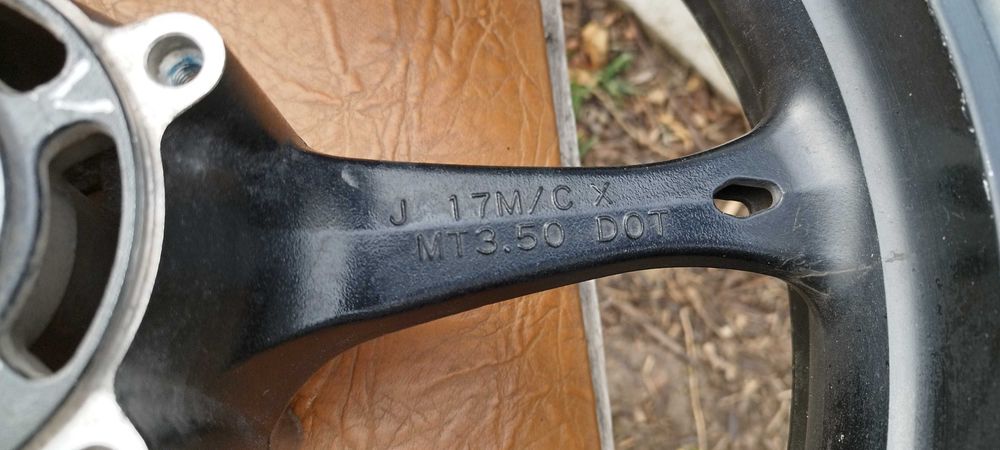 J 17M/C X
MT3.50 DOT